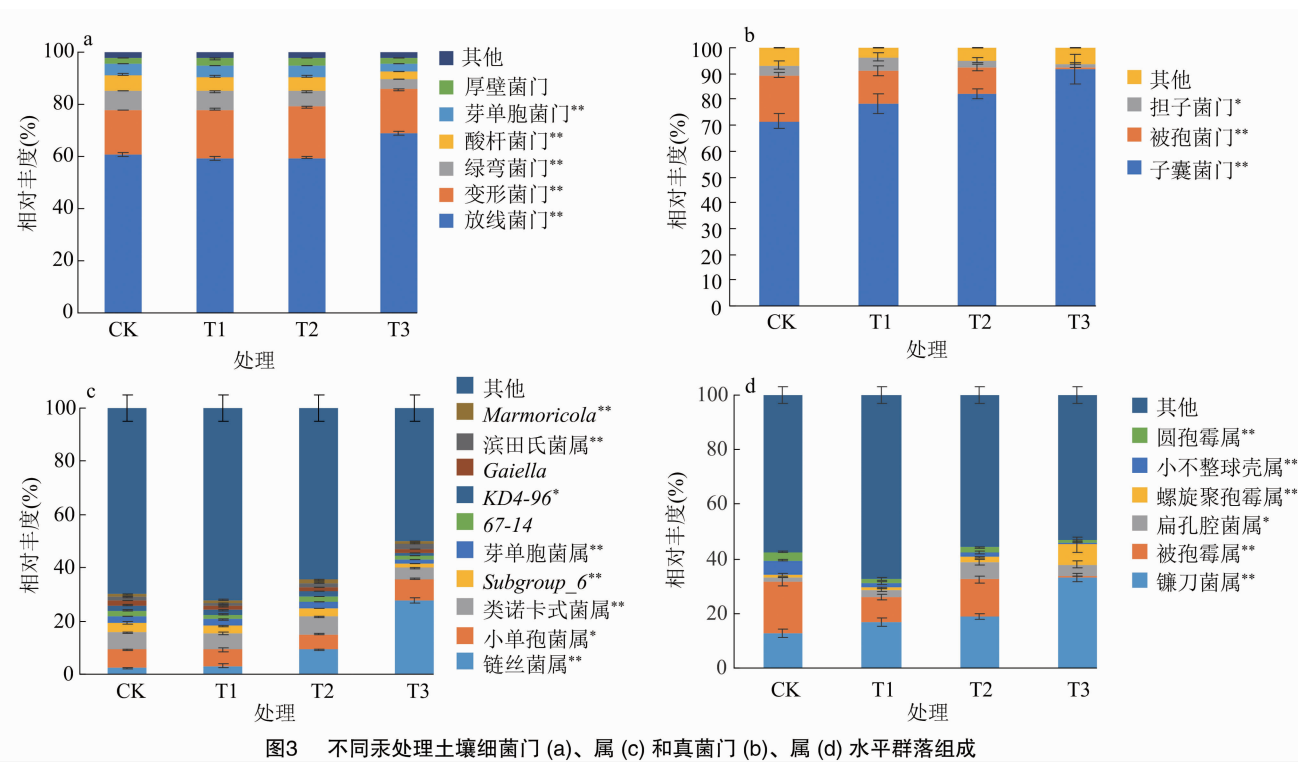 a
相对丰度(%)
100
80
60
40
20
0
CK T1 T2 T3
处理
其他
厚壁菌门
芽单胞菌门**
酸杆菌门**
绿弯菌门**
变形菌门**
放线菌门**
b
相对丰度(%)
100
90
80
70
60
50
40
30
20
10
0
CK T1 T2 T3
处理
其他
担子菌门*
被孢菌门**
子囊菌门**
c
相对丰度(%)
100
80
60
40
20
0
CK T1 T2 T3
处理
其他
Marmoricola**
滨田氏菌属**
Gaiella
KD4-96*
67-14
芽单胞菌属**
Subgroup_6**
类诺卡式菌属**
小单孢菌属*
链丝菌属**
d
相对丰度(%)
100
80
60
40
20
0
CK T1 T2 T3
处理
其他
圆孢霉属**
小不整球壳属**
螺旋聚孢霉属**
扁孔腔菌属*
被孢霉属**
镰刀菌属**
图3 不同汞处理土壤细菌门 (a)、属 (c) 和真菌门 (b)、属 (d) 水平群落组成